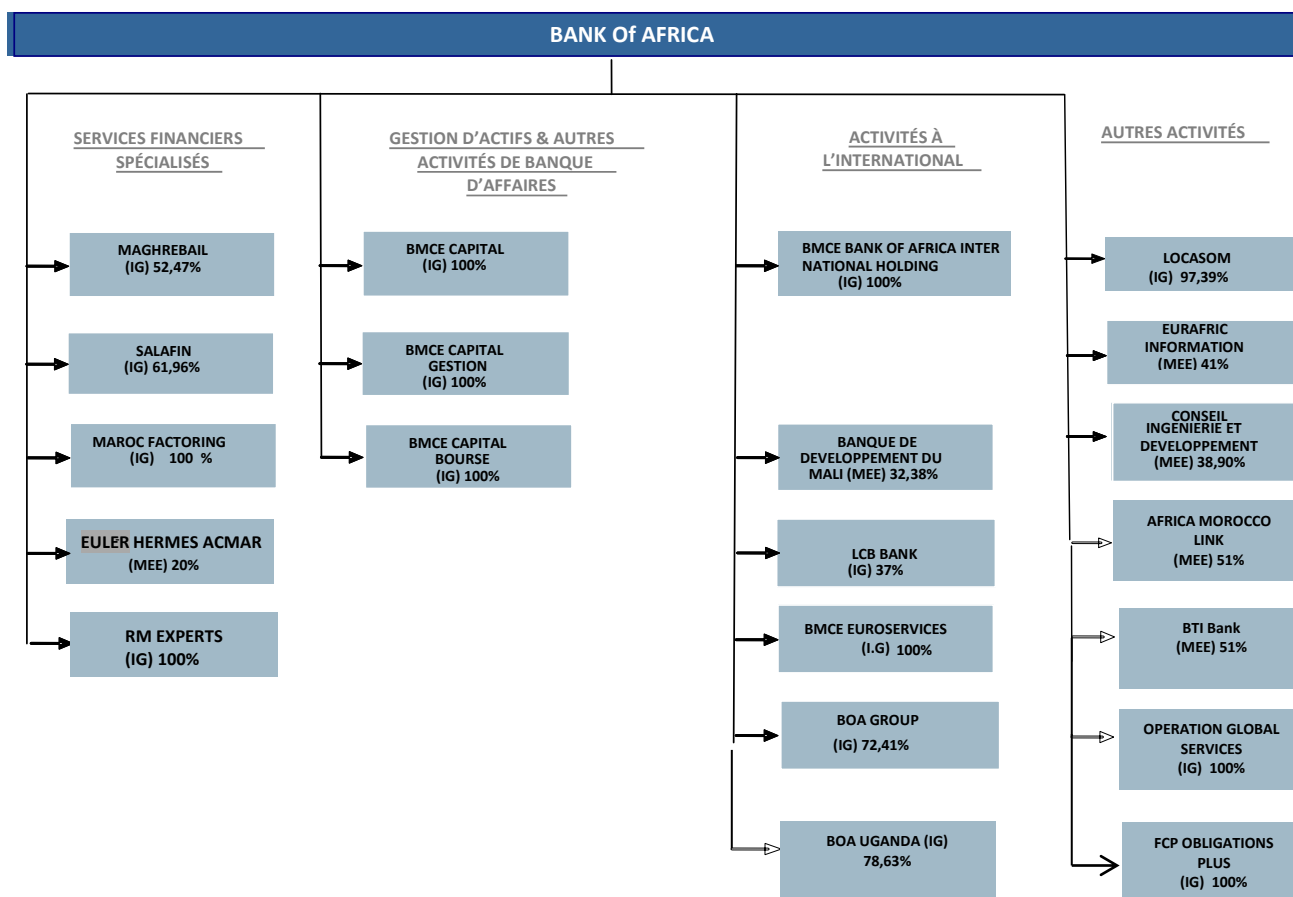 BANK Of AFRICA
SERVICES FINANCIERS
SPÉCIALISÉS
MAGHREBAIL
(IG) 52,47%
SALAFIN
(IG) 61,96%
MAROC FACTORING
(IG) 100 %
EULER HERMES ACMAR
(MEE) 20%
RM EXPERTS
(IG) 100%
GESTION D’ACTIFS & AUTRES
ACTIVITÉS DE BANQUE
D’AFFAIRES
BMCE CAPITAL
(IG) 100%
BMCE CAPITAL
GESTION
(IG) 100%
BMCE CAPITAL
BOURSE
(IG) 100%
ACTIVITÉS À
L’INTERNATIONAL
BMCE BANK OF AFRICA INTER
NATIONAL HOLDING
(IG) 100%
BANQUE DE
DEVELOPPEMENT DU
MALI (MEE) 32,38%
LCB BANK
(IG) 37%
BMCE EUROSERVICES
(I.G) 100%
BOA GROUP
(IG) 72,41%
BOA UGANDA (IG)
78,63%
AUTRES ACTIVITÉS
LOCASOM
(IG) 97,39%
EURAFRIC
INFORMATION
(MEE) 41%
CONSEIL
INGENIERIE ET
DEVELOPPEMENT
(MEE) 38,90%
AFRICA MOROCCO
LINK
(MEE) 51%
BTI Bank
(MEE) 51%
OPERATION GLOBAL
SERVICES
(IG) 100%
FCP OBLIGATIONS
PLUS
(IG) 100%